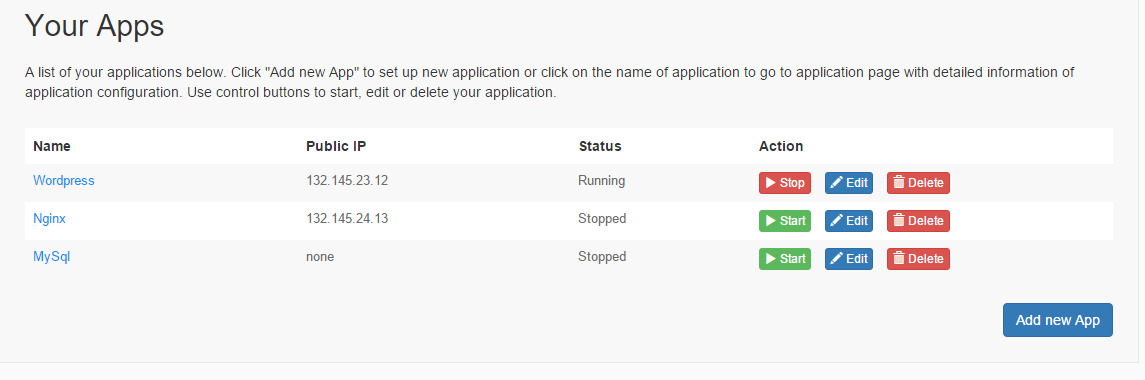 Your Apps
A list of your applications below. Click "Add new App" to set up new application or click on the name of application to go to application page with detailed information of
application configuration. Use control buttons to start, edit or delete your application.
Name Public IP Status Action
Wordpress 132.145.23.12 Running Stop Edit Delete
Nginx 132.145.24.13 Stopped Start Edit Delete
MySql none Stopped Start Edit Delete
Add new App